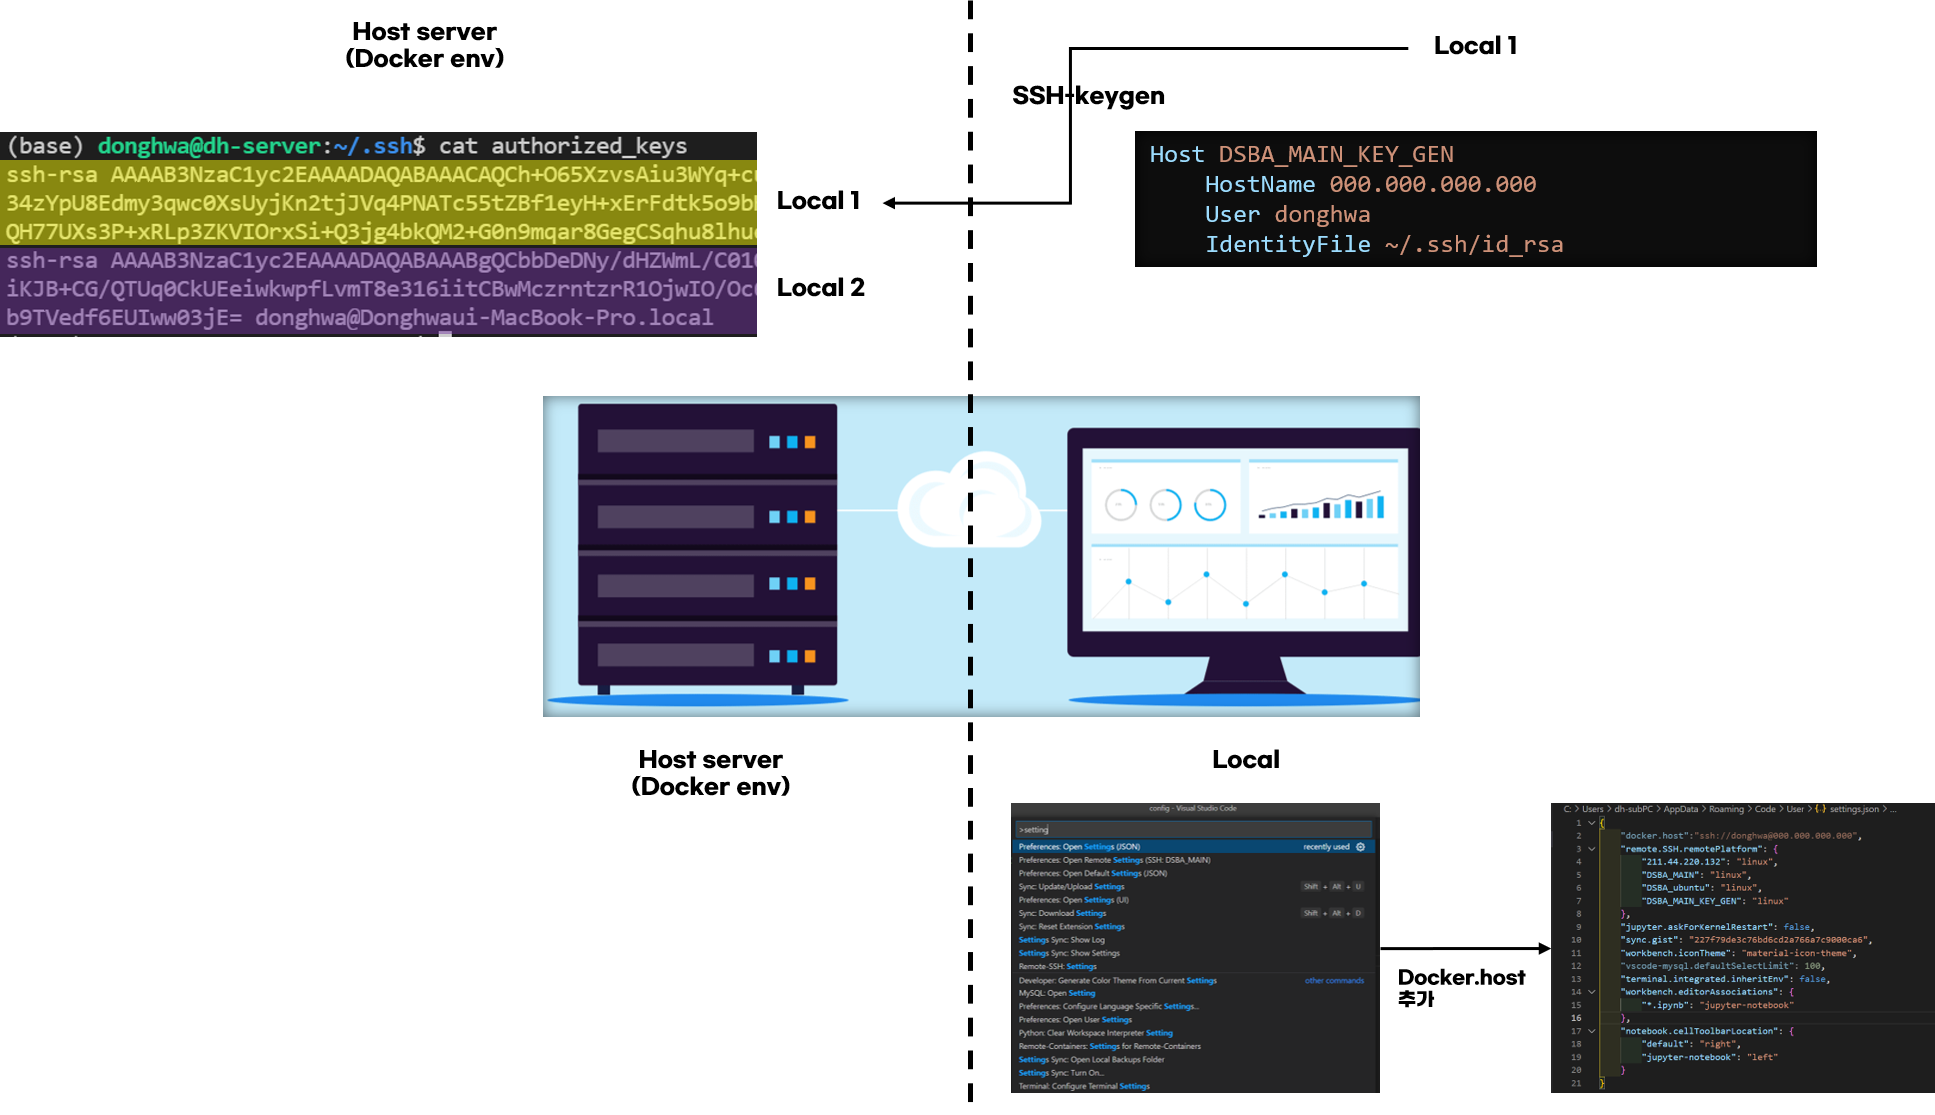 Host server
(Docker env)
Local 1
SSH-keygen
(base) donghwa@dh-server:~/.ssh$ cat authorized_keys
ssh-rsa AAAAB3NzaC1yc2EAAAADAQABAAACAQCh+O65XzvsAiu3WYq+cu
34zYpU8Edmy3qwc0XsUyjKn2tjJVq4PNATc55tZBf1eyH+xErFdtk5o9b
QH77UXs3P+xRLp3ZKVIOrxSi+Q3jg4bkQM2+G0n9mqar8GegCSqhu8lhu
Local 1
ssh-rsa AAAAB3NzaC1yc2EAAAADAQABAAABgQCbbDeDNy/dHZWmL/C01
iKJB+CG/QTUq0CkUEeiwkwpfLvmT8e316iitCBwMczrntzrR1OjwIO/Oc
b9TVedf6EUIww03jE= donghwa@Donghwaui-MacBook-Pro.local
Local 2
Host DSBA_MAIN_KEY_GEN
HostName 000.000.000.000
User donghwa
IdentityFile ~/.ssh/id_rsa
Host server
(Docker env)
Local
config - Visual Studio Code
>setting
Preferences: Open Settings (JSON) recently used
Preferences: Open Remote Settings (SSH: DSBA_MAIN)
Preferences: Open Default Settings (JSON)
Sync: Update/Upload Settings Shift + Alt + U
Preferences: Open Settings (UI)
Sync: Download Settings Shift + Alt + D
Sync: Reset Extension Settings
Settings Sync: Show Log
Settings Sync: Show Settings
Remote-SSH: Settings
Developer: Generate Color Theme From Current Settings other commands
MySQL: Open Setting
Preferences: Configure Language Specific Settings...
Preferences: Open User Settings
Python: Clear Workspace Interpreter Setting
Remote-Containers: Settings for Remote-Containers
Settings Sync: Open Local Backups Folder
Settings Sync: Turn On...
Terminal: Configure Terminal Settings
Docker.host
추가
C: > Users > dh-subPC > AppData > Roaming > Code > User > {} settings.json > ...
1 {
2 "docker.host":"ssh://donghwa@000.000.000.000",
3 "remote.SSH.remotePlatform": {
4 "211.44.220.132": "linux",
5 "DSBA_MAIN": "linux",
6 "DSBA_ubuntu": "linux",
7 "DSBA_MAIN_KEY_GEN": "linux"
8 },
9 "jupyter.askForKernelRestart": false,
10 "sync.gist": "227f79de3c76bd6cd2a766a7c9000ca6",
11 "workbench.iconTheme": "material-icon-theme",
12 "vscode-mysql.defaultSelectLimit": 100,
13 "terminal.integrated.inheritEnv": false,
14 "workbench.editorAssociations": {
15 "*.ipynb": "jupyter-notebook"
16 },
17 "notebook.cellToolbarLocation": {
18 "default": "right",
19 "jupyter-notebook": "left"
20 }
21 }